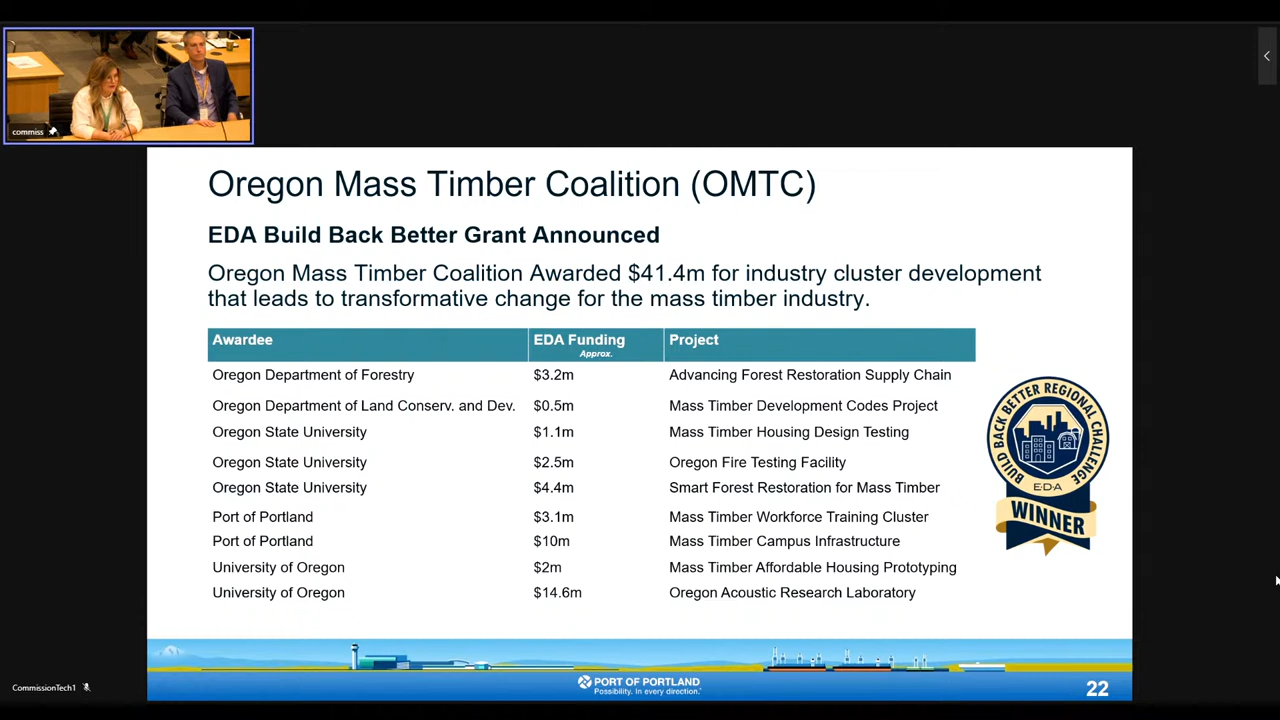 commiss
Oregon Mass Timber Coalition (OMTC)
EDA Build Back Better Grant Announced
Oregon Mass Timber Coalition Awarded $41.4m for industry cluster development
that leads to transformative change for the mass timber industry.
Awardee EDA Funding Project
Approx.
Oregon Department of Forestry $3.2m Advancing Forest Restoration Supply Chain
Oregon Department of Land Conserv. and Dev. $0.5m Mass Timber Development Codes Project
Oregon State University $1.1m Mass Timber Housing Design Testing
Oregon State University $2.5m Oregon Fire Testing Facility
Oregon State University $4.4m Smart Forest Restoration for Mass Timber
Port of Portland $3.1m Mass Timber Workforce Training Cluster
Port of Portland $10m Mass Timber Campus Infrastructure
University of Oregon $2m Mass Timber Affordable Housing Prototyping
University of Oregon $14.6m Oregon Acoustic Research Laboratory
BUILD BACK BETTER REGIONAL CHALLENGE
E·D·A
WINNER
PORT OF PORTLAND
Possibility. In every direction.™
22
CommissionTech1